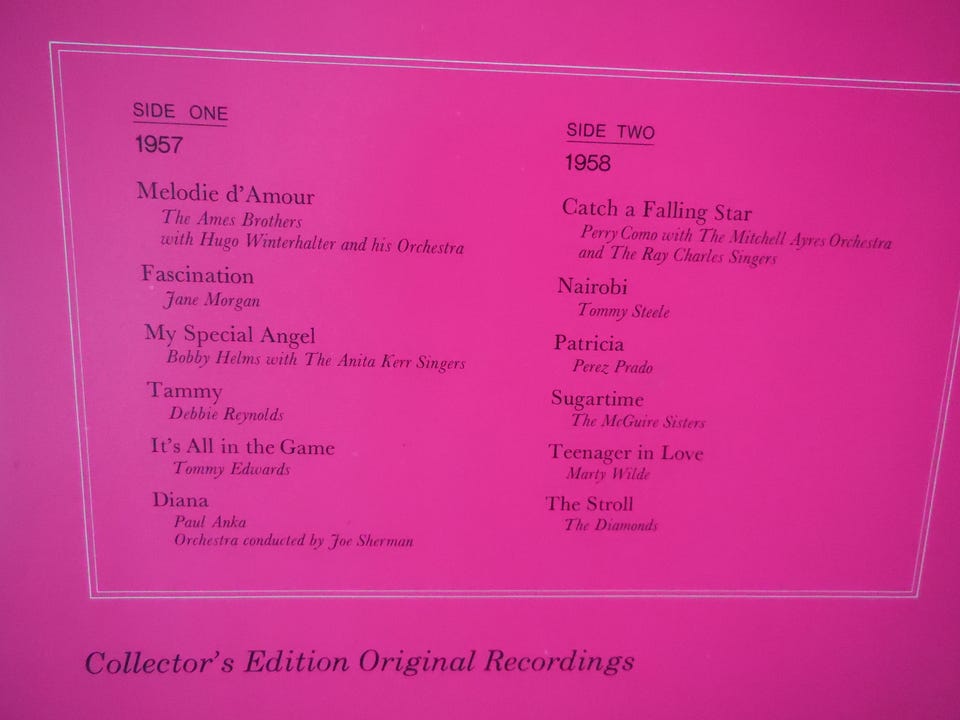 SIDE ONE
1957
Melodie d'Amour
The Ames Brothers
with Hugo Winterhalter and his Orchestra
Fascination
Jane Morgan
My Special Angel
Bobby Helms with The Anita Kerr Singers
Tammy
Debbie Reynolds
It's All in the Game
Tommy Edwards
Diana
Paul Anka
Orchestra conducted by Joe Sherman
SIDE TWO
1958
Catch a Falling Star
Perry Como with The Mitchell Ayres Orchestra
and The Ray Charles Singers
Nairobi
Tommy Steele
Patricia
Perez Prado
Sugartime
The McGuire Sisters
Teenager in Love
Marty Wilde
The Stroll
The Diamonds
Collector's Edition Original Recordings